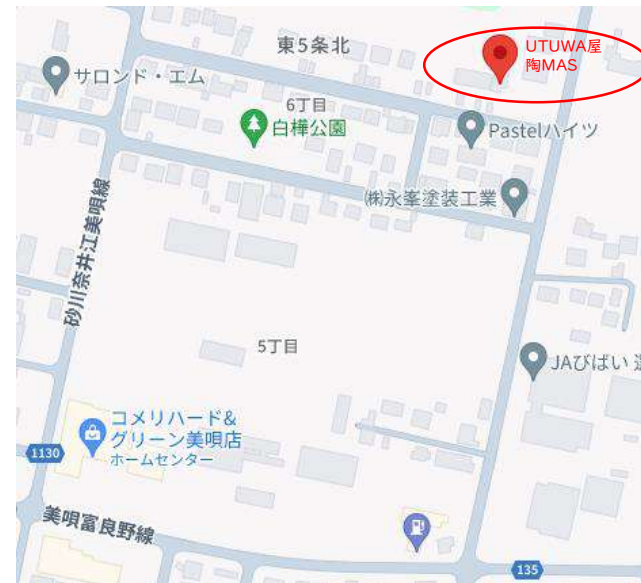 UTUWA屋
陶MAS
東5条北
サロンド・エム
6丁目
白樺公園
Pastelハイツ
㈱永峯塗装工業
砂川奈井江美唄線
5丁目
JAびばい 選
コメリハード&
グリーン美唄店
ホームセンター
1130
美唄富良野線
135